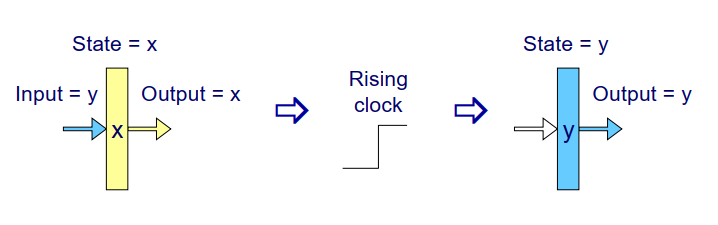 State = x
Input = y
Output = x
x
Rising
clock
State = y
Output = y
y